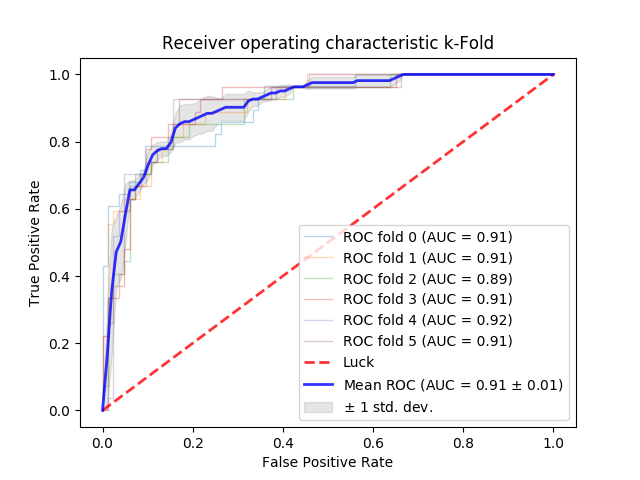 Receiver operating characteristic k-Fold
True Positive Rate
1.0
0.8
0.6
0.4
0.2
0.0
ROC fold 0 (AUC = 0.91)
ROC fold 1 (AUC = 0.91)
ROC fold 2 (AUC = 0.89)
ROC fold 3 (AUC = 0.91)
ROC fold 4 (AUC = 0.92)
ROC fold 5 (AUC = 0.91)
Luck
Mean ROC (AUC = 0.91 ± 0.01)
± 1 std. dev.
0.0 0.2 0.4 0.6 0.8 1.0
False Positive Rate